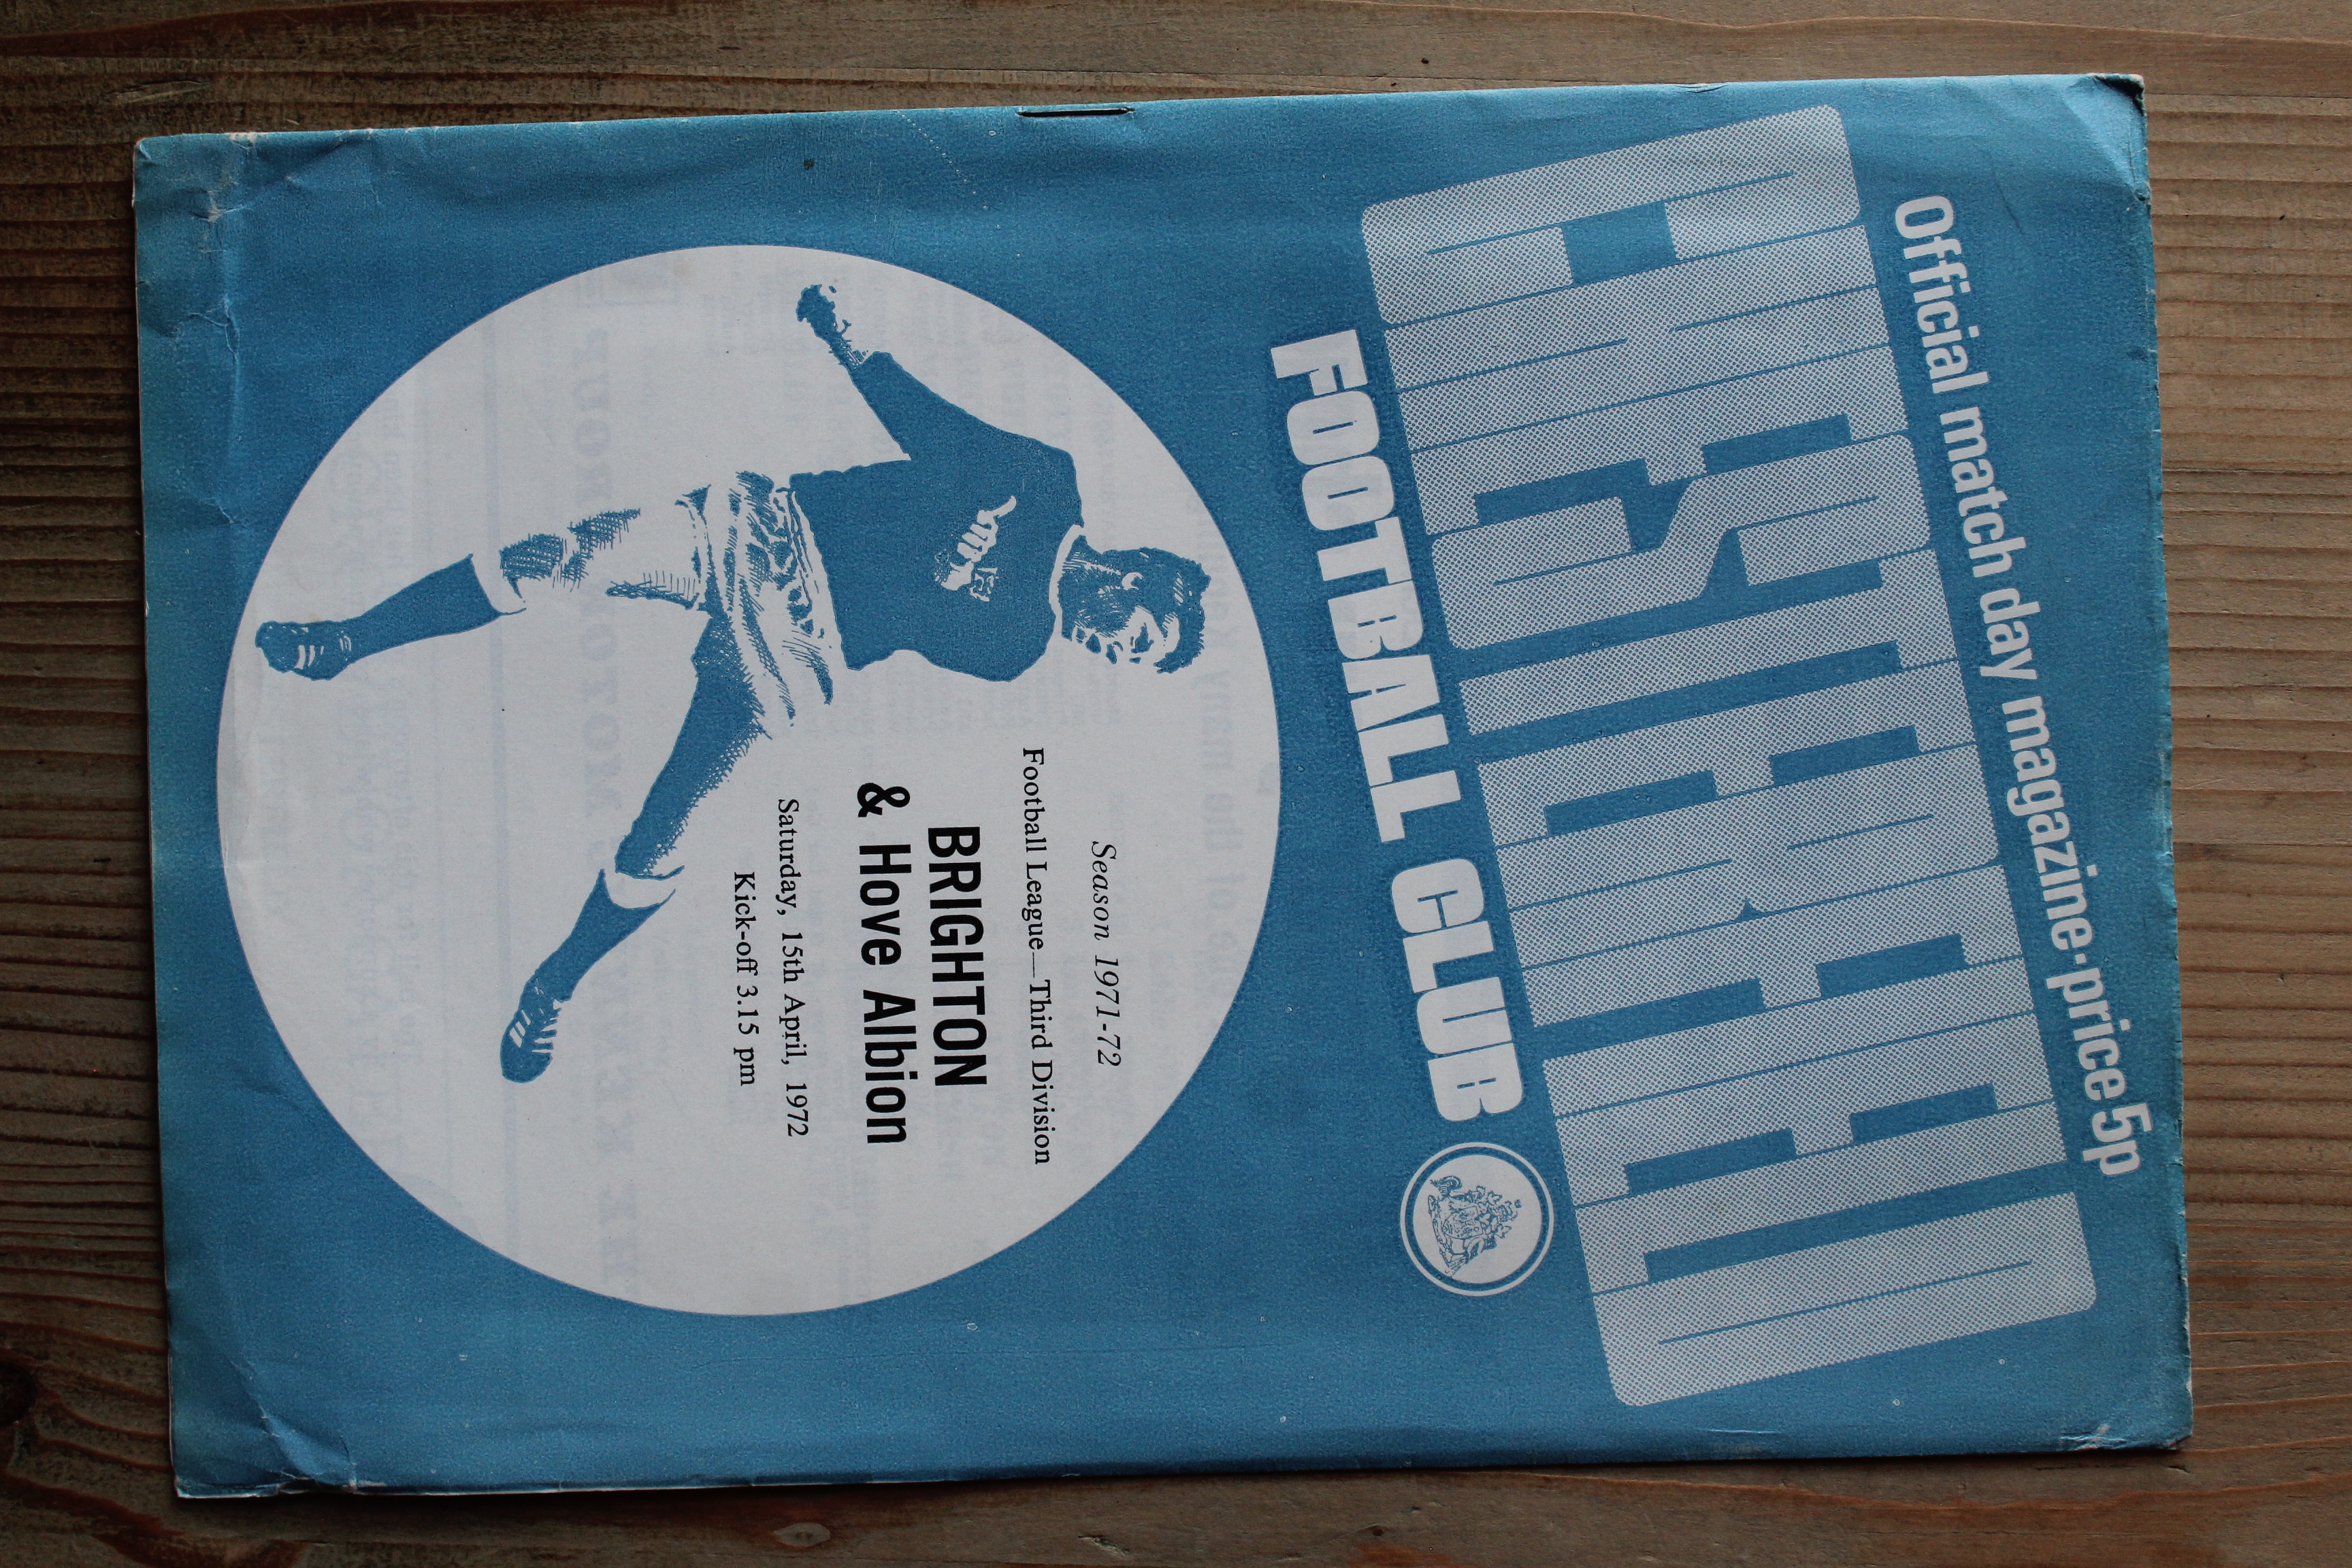 Official match day magazine·price 5p
CHESTERFIELD
FOOTBALL CLUB
Season 1971-72
Football League—Third Division
BRIGHTON
& Hove Albion
Saturday, 15th April, 1972
Kick-off 3.15 pm